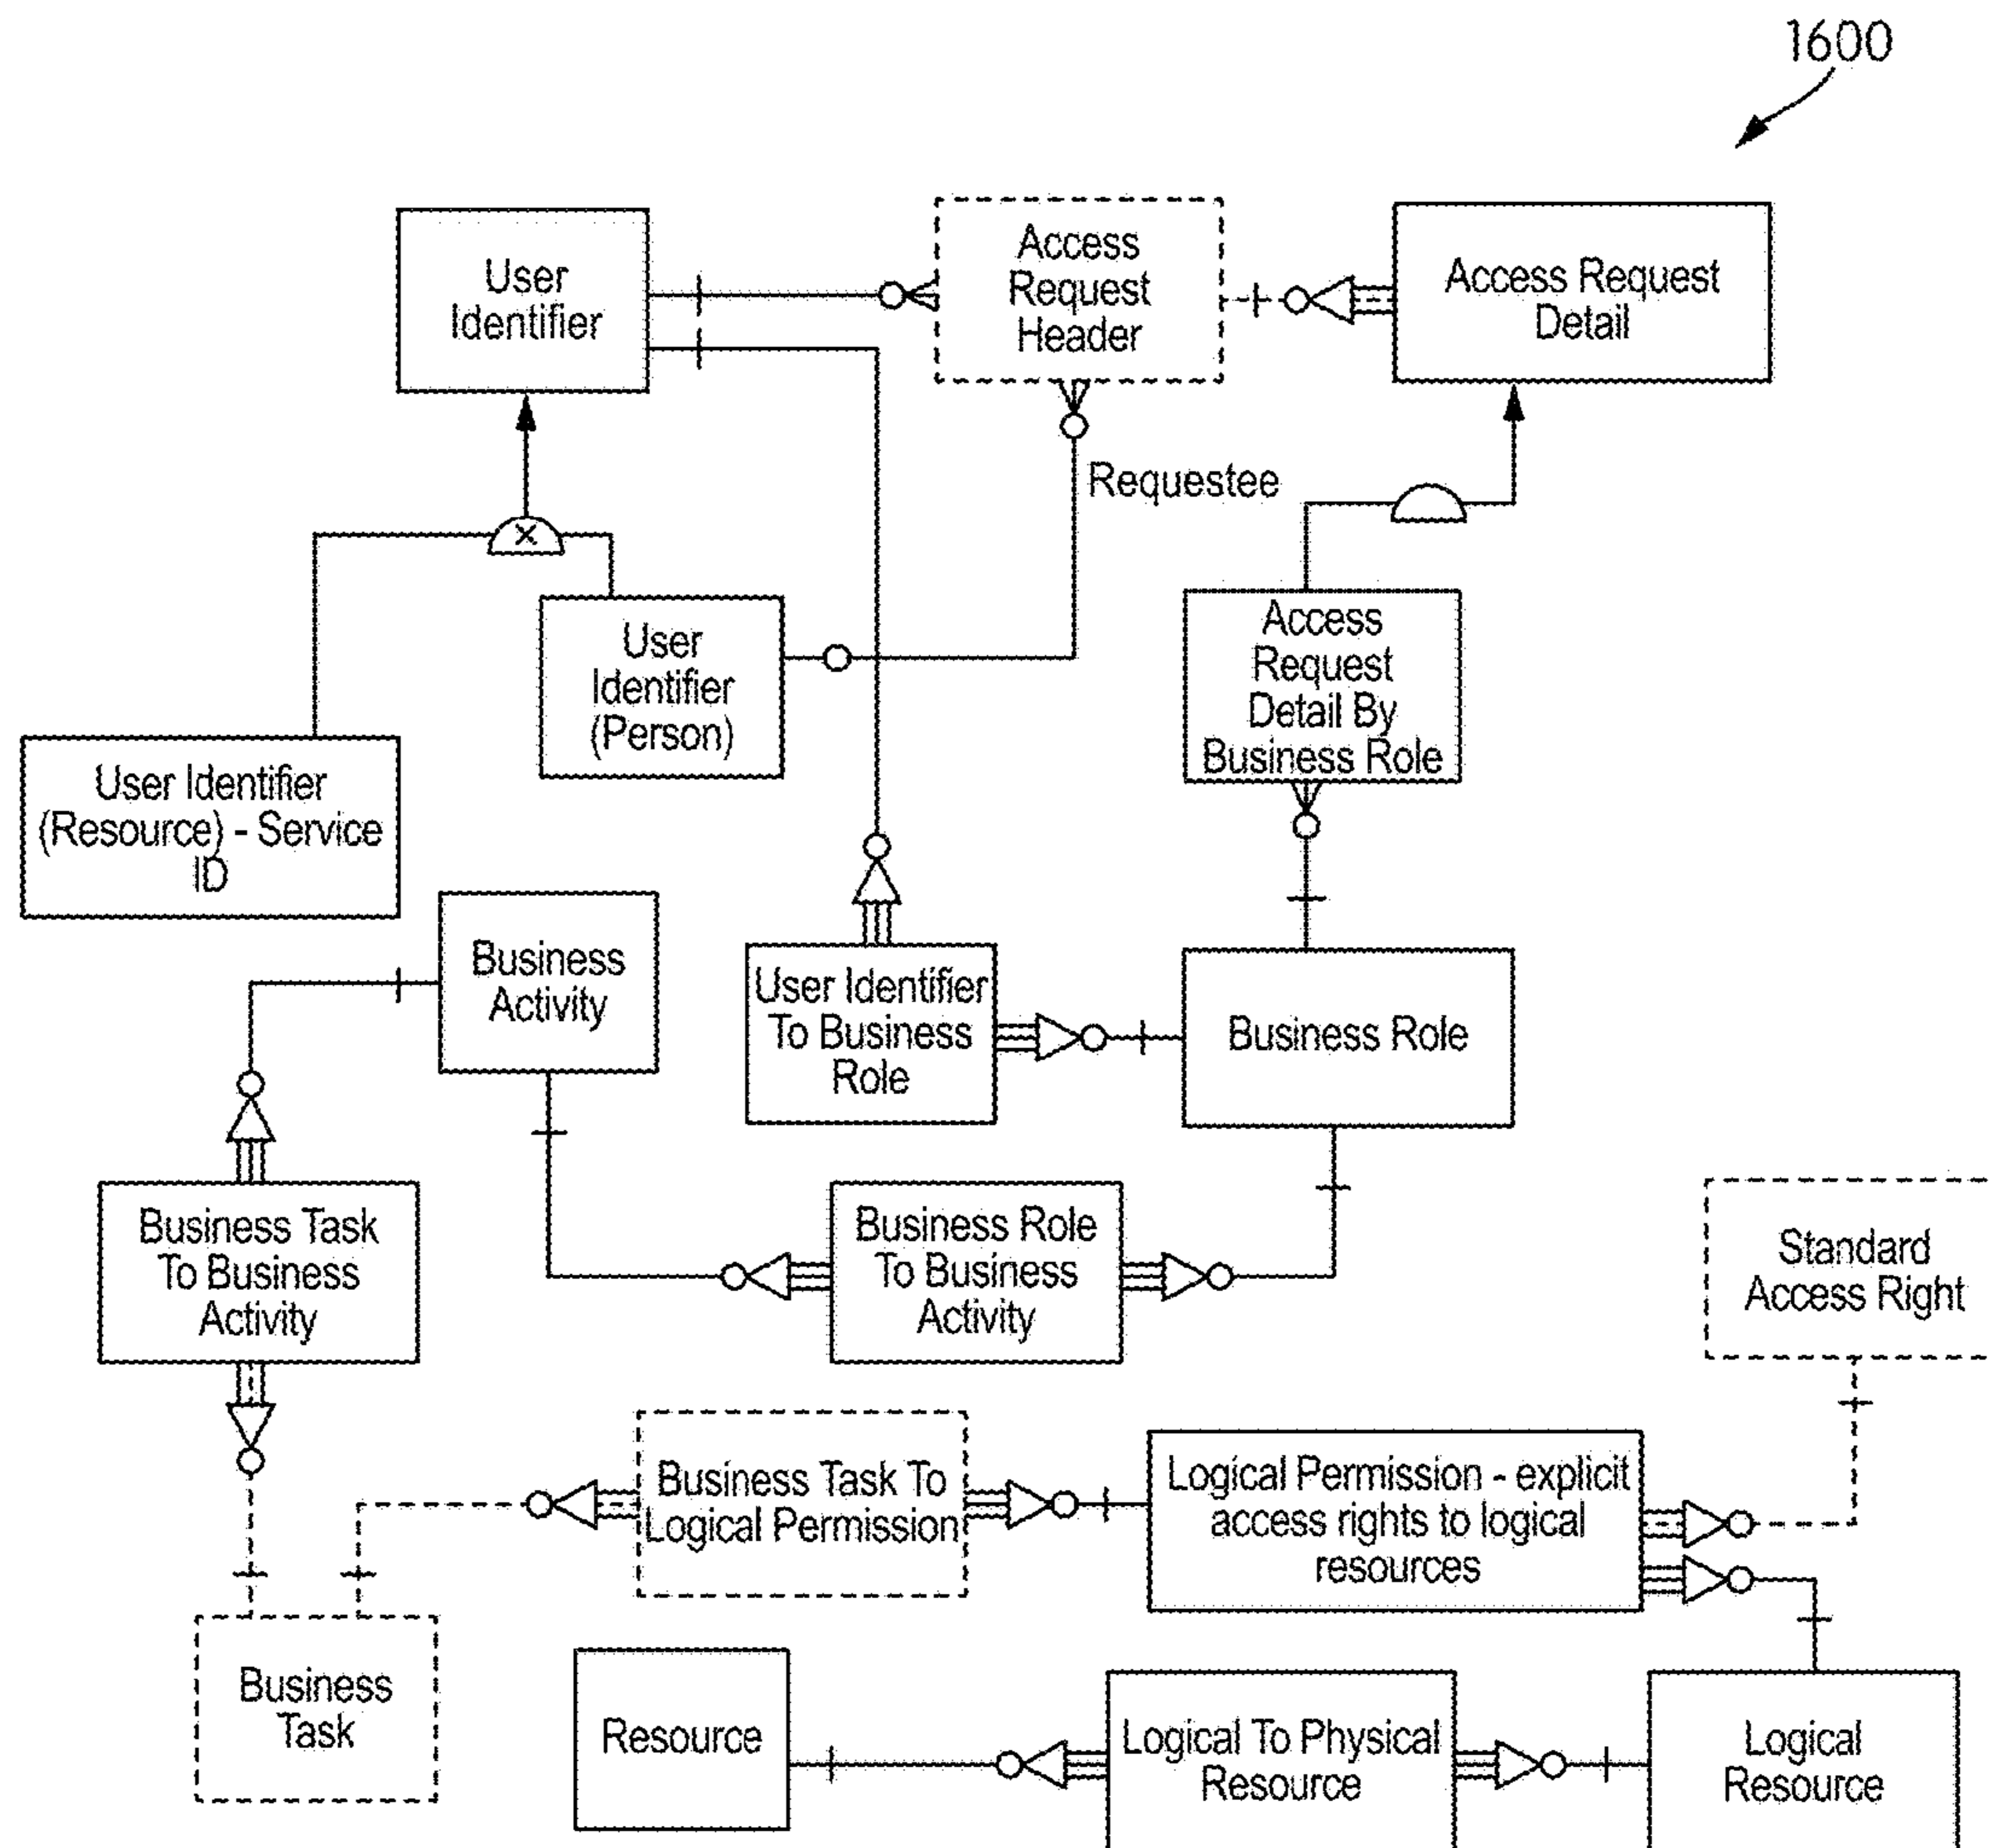 1600
User
Identifier
Access
Request
Header
Access Request
Detail
Requestee
User
Identifier
(Person)
Access
Request
Detail By
Business Role
User Identifier
(Resource) - Service
ID
Business
Activity
User Identifier
To Business
Role
Business Role
Business Task
To Business
Activity
Business Role
To Business
Activity
Standard
Access Right
Business Task To
Logical Permission
Logical Permission - explicit
access rights to logical
resources
Business
Task
Resource
Logical To Physical
Resource
Logical
Resource